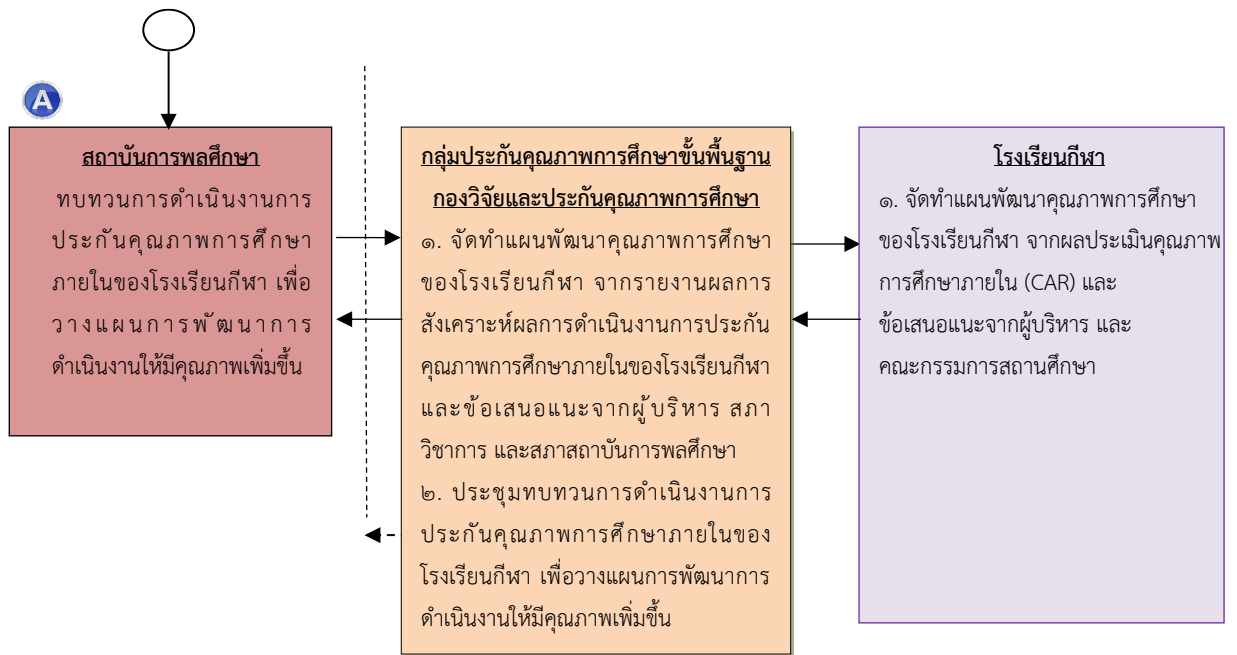 A
สถาบันการพลศึกษา
ทบทวนการดำเนินงานการ
ประกันคุณภาพการศึกษา
ภายในของโรงเรียนกีฬา เพื่อ
วางแผนการพัฒนาการ
ดำเนินงานให้มีคุณภาพเพิ่มขึ้น
กลุ่มประกันคุณภาพการศึกษาขั้นพื้นฐาน
กองวิจัยและประกันคุณภาพการศึกษา
๑. จัดทำแผนพัฒนาคุณภาพการศึกษา
ของโรงเรียนกีฬา จากรายงานผลการ
สังเคราะห์ผลการดำเนินงานการประกัน
คุณภาพการศึกษาภายในของโรงเรียนกีฬา
และข้อเสนอแนะจากผู้บริหาร สภา
วิชาการ และสภาสถาบันการพลศึกษา
๒. ประชุมทบทวนการดำเนินงานการ
ประกันคุณภาพการศึกษาภายในของ
โรงเรียนกีฬา เพื่อวางแผนการพัฒนาการ
ดำเนินงานให้มีคุณภาพเพิ่มขึ้น
โรงเรียนกีฬา
๑. จัดทำแผนพัฒนาคุณภาพการศึกษา
ของโรงเรียนกีฬา จากผลประเมินคุณภาพ
การศึกษาภายใน (CAR) และ
ข้อเสนอแนะจากผู้บริหาร และ
คณะกรรมการสถานศึกษา